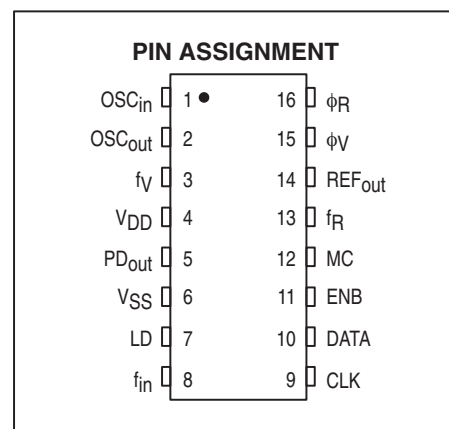 PIN ASSIGNMENT
OSCin 1 16 ϕR
OSCout 2 15 ϕV
fV 3 14 REFout
VDD 4 13 fR
PDout 5 12 MC
VSS 6 11 ENB
LD 7 10 DATA
fin 8 9 CLK